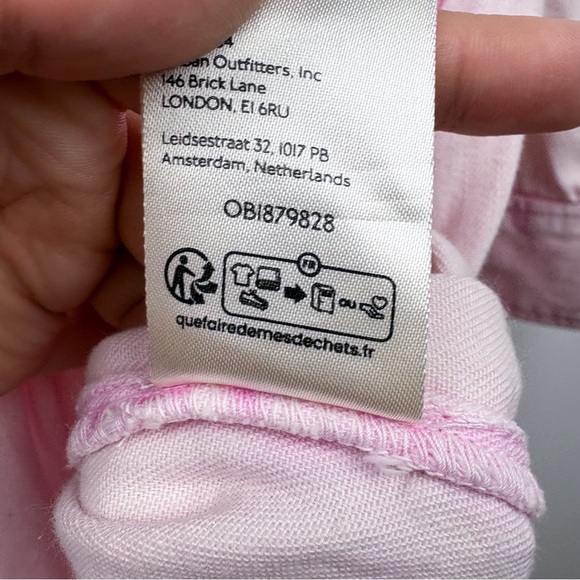 Outfitters, Inc
146 Brick Lane
LONDON, E1 6RU
Leidsestraat 32, 1017 PB
Amsterdam, Netherlands
OB1879828
FR
ou
quefairedemesdechets.fr